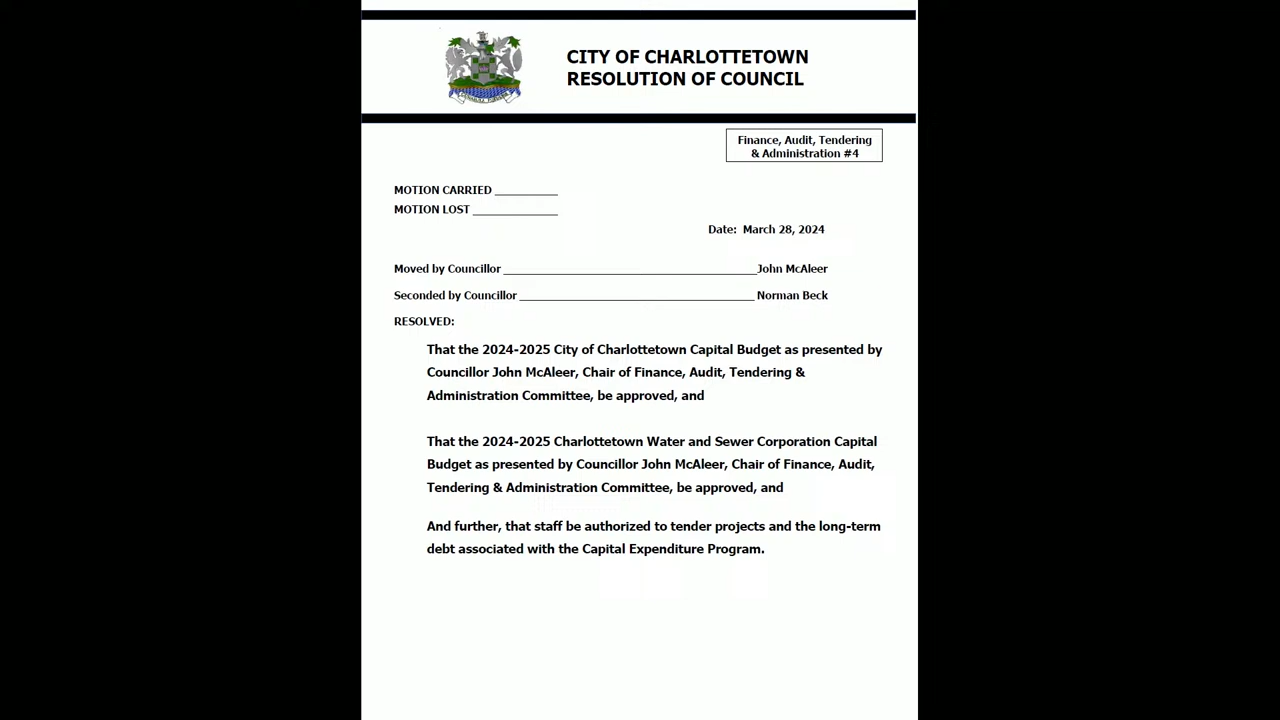 CITY OF CHARLOTTETOWN
RESOLUTION OF COUNCIL
Finance, Audit, Tendering
& Administration #4
MOTION CARRIED __________
MOTION LOST ______________
Date: March 28, 2024
Moved by Councillor ________________________________________John McAleer
Seconded by Councillor _____________________________________ Norman Beck
RESOLVED:
That the 2024-2025 City of Charlottetown Capital Budget as presented by
Councillor John McAleer, Chair of Finance, Audit, Tendering &
Administration Committee, be approved, and
That the 2024-2025 Charlottetown Water and Sewer Corporation Capital
Budget as presented by Councillor John McAleer, Chair of Finance, Audit,
Tendering & Administration Committee, be approved, and
And further, that staff be authorized to tender projects and the long-term
debt associated with the Capital Expenditure Program.